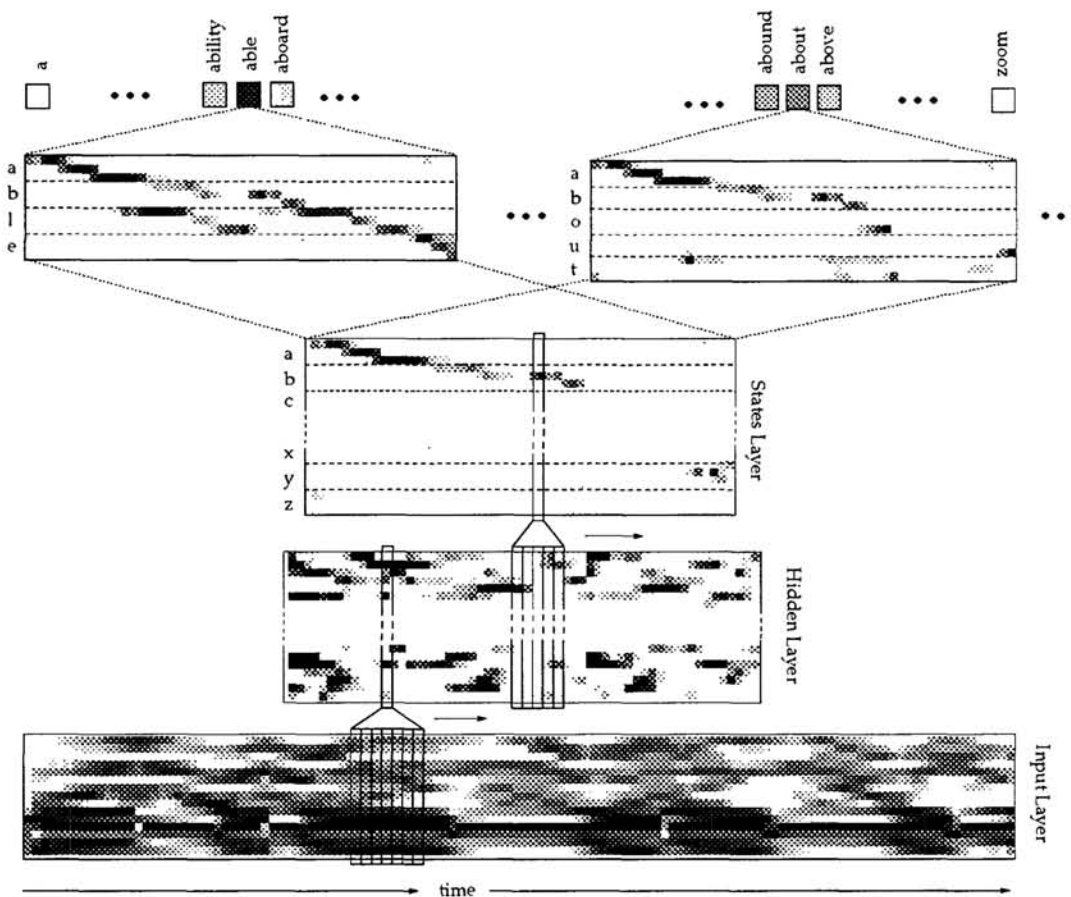 a
ability
able
aboard
abound
about
above
zoom
a
b
l
e
a
b
o
u
t
a
b
c
x
y
z
States Layer
Hidden Layer
Input Layer
time